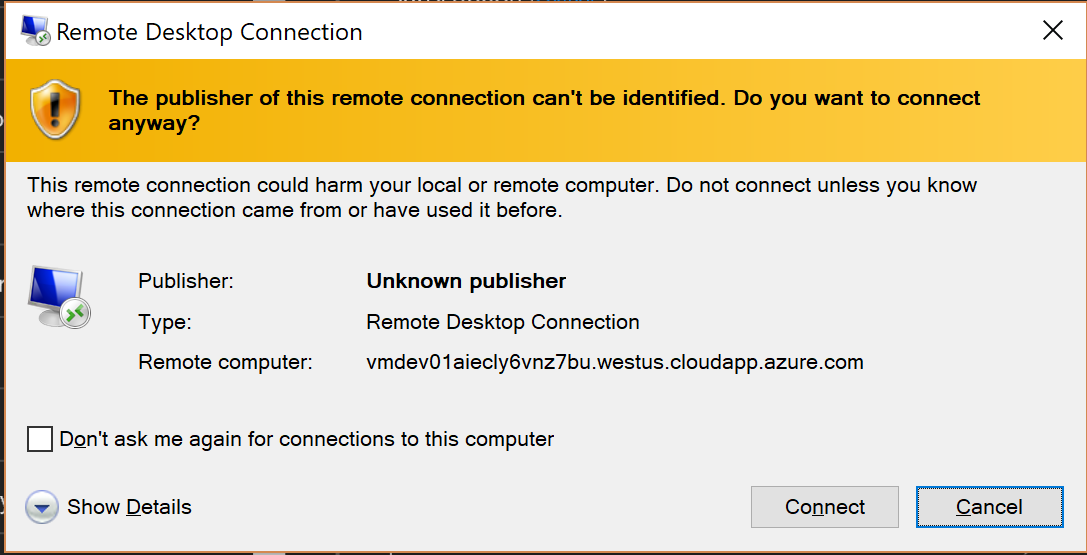 Remote Desktop Connection
The publisher of this remote connection can't be identified. Do you want to connect
anyway?
This remote connection could harm your local or remote computer. Do not connect unless you know
where this connection came from or have used it before.
Publisher: Unknown publisher
Type: Remote Desktop Connection
Remote computer: vmdev01aiecly6vnz7bu.westus.cloudapp.azure.com
Don't ask me again for connections to this computer
Show Details Connect Cancel